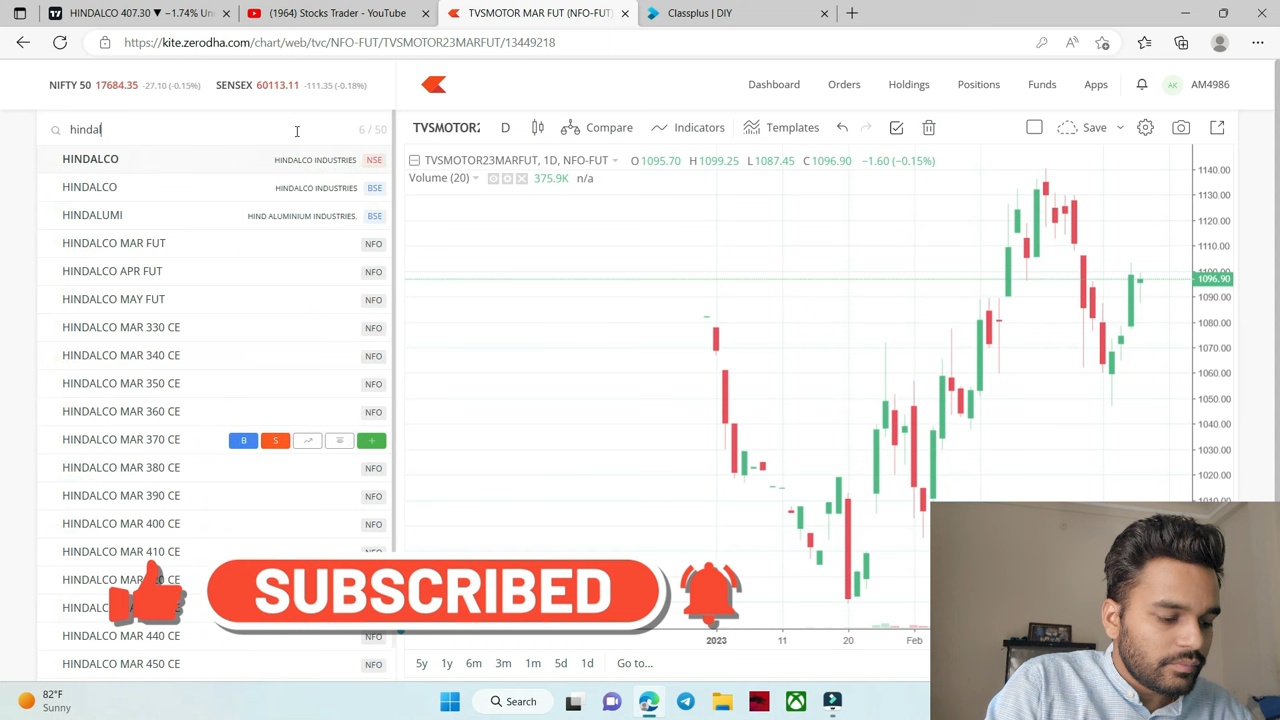 HINDALCO 407.30 ▼ −1.74% Un
(1964) Stocks Trader - YouTube
TVSMOTOR MAR FUT (NFO-FUT)
Classplus | DIY
https://kite.zerodha.com/chart/web/tvc/NFO-FUT/TVSMOTOR23MARFUT/13449218
NIFTY 50 17684.35 -27.10 (-0.15%) SENSEX 60113.11 -111.35 (-0.18%)
Dashboard Orders Holdings Positions Funds Apps AK AM4986
hindal 6 / 50
TVSMOTOR2 D Compare Indicators Templates Save
HINDALCO HINDALCO INDUSTRIES NSE
HINDALCO HINDALCO INDUSTRIES BSE
HINDALUMI HIND ALUMINIUM INDUSTRIES. BSE
HINDALCO MAR FUT NFO
HINDALCO APR FUT NFO
HINDALCO MAY FUT NFO
HINDALCO MAR 330 CE NFO
HINDALCO MAR 340 CE NFO
HINDALCO MAR 350 CE NFO
HINDALCO MAR 360 CE NFO
HINDALCO MAR 370 CE B S +
HINDALCO MAR 380 CE NFO
HINDALCO MAR 390 CE NFO
HINDALCO MAR 400 CE NFO
HINDALCO MAR 410 CE NFO
CE
HINDALC
MAR 440 CE NFO
HINDALCO MAR 450 CE NFO
TVSMOTOR23MARFUT, 1D, NFO-FUT O 1095.70 H 1099.25 L 1087.45 C 1096.90 −1.60 (−0.15%)
Volume (20) 375.9K n/a
1140.00
1130.00
1120.00
1110.00
1100.00
1096.90
1090.00
1080.00
1070.00
1060.00
1050.00
1040.00
1030.00
1020.00
1010.00
SUBSCRIBED
2023 11 20 Feb
5y 1y 6m 3m 1m 5d 1d Go to...
82°F
Sunny
Search